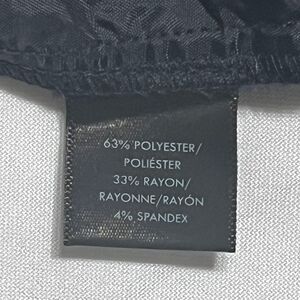 63% POLYESTER/
POLIÉSTER
33% RAYON/
RAYONNE/RAYÓN
4% SPANDEX